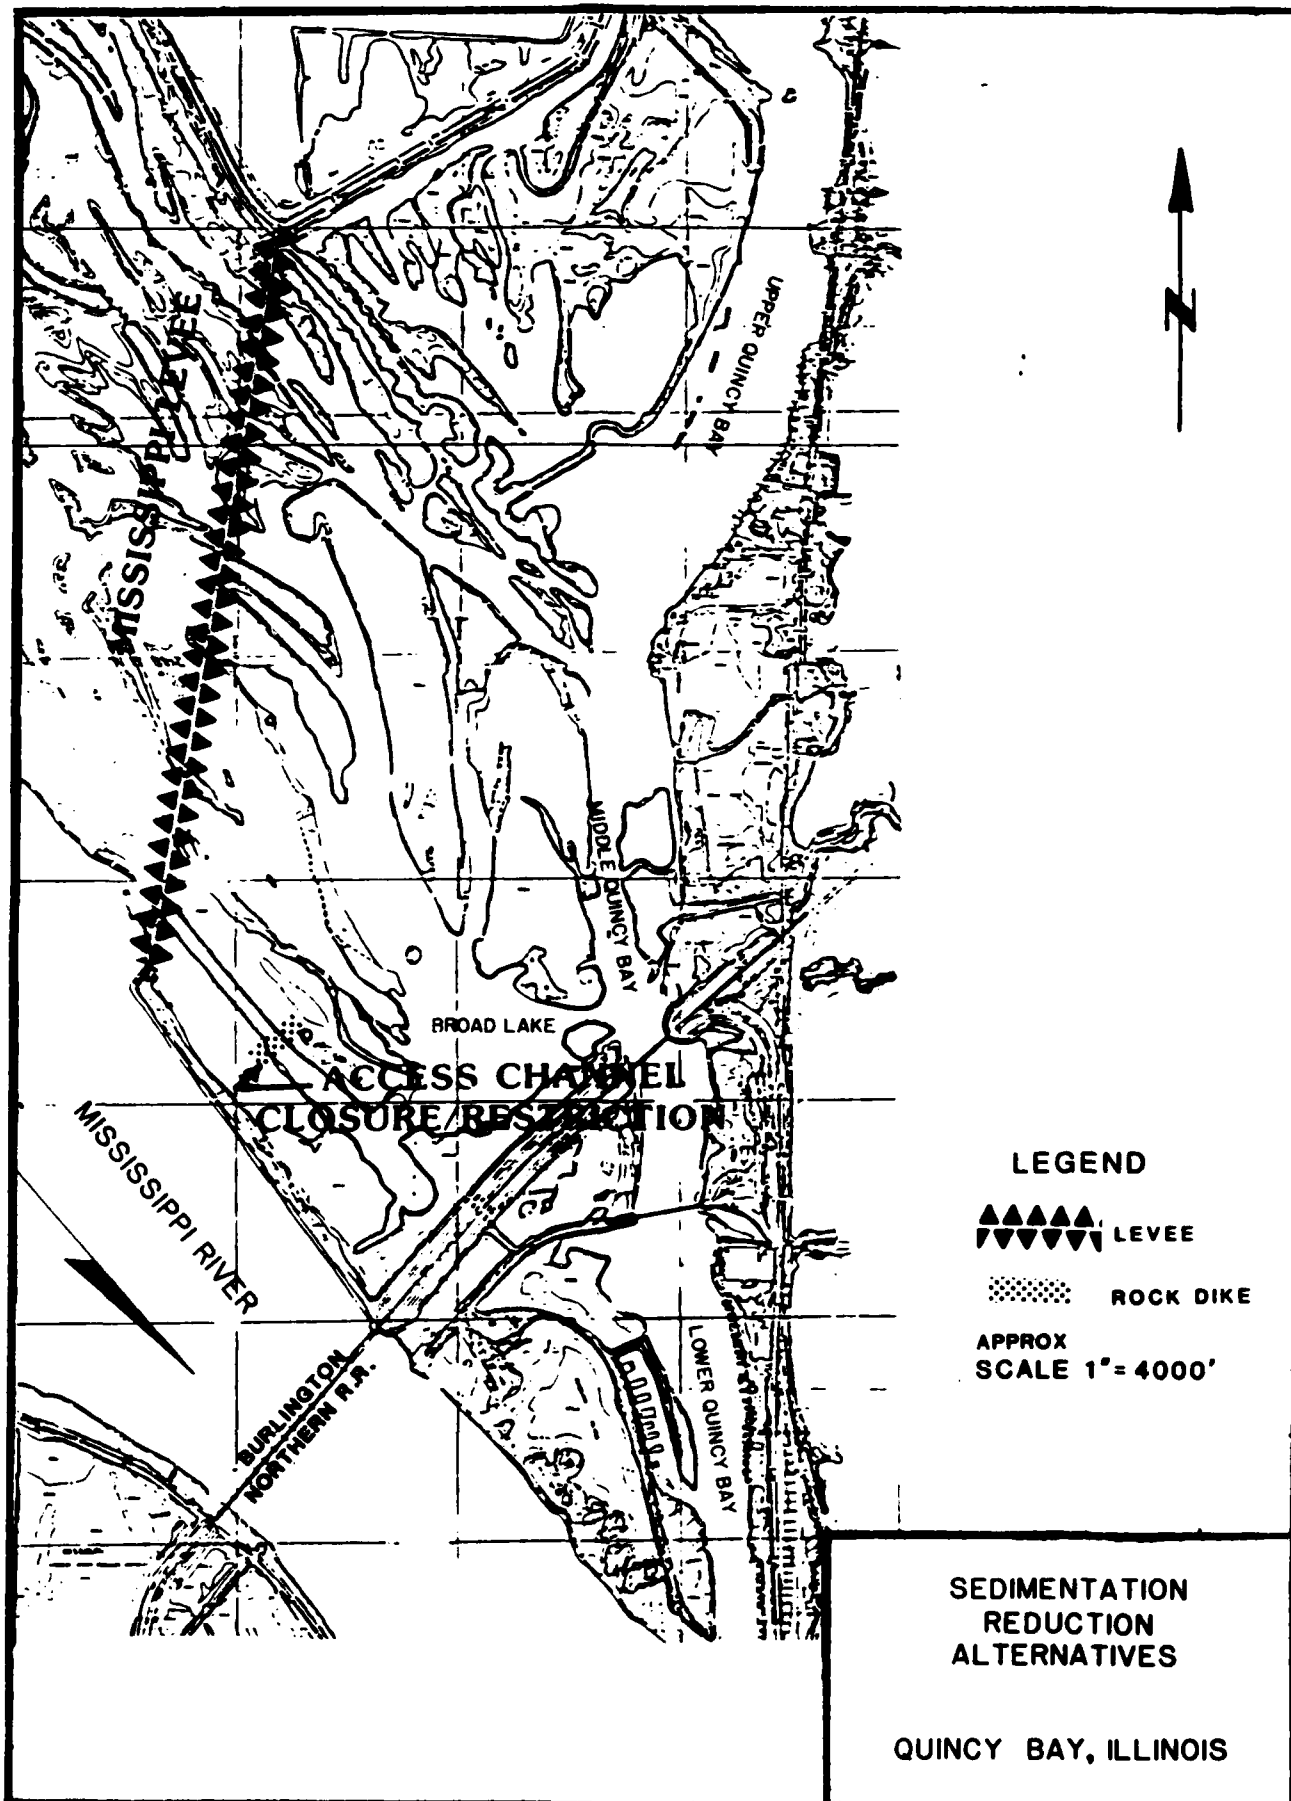 UPPER QUINCY BAY
MISSISSIPPI LEVEE
N
MIDDLE QUINCY BAY
BROAD LAKE
ACCESS CHANNEL
CLOSURE/RESTRICTION
MISSISSIPPI RIVER
BURLINGTON
NORTHERN R.R.
LOWER QUINCY BAY
LEGEND
LEVEE
ROCK DIKE
APPROX
SCALE 1"=4000'
SEDIMENTATION
REDUCTION
ALTERNATIVES
QUINCY BAY, ILLINOIS